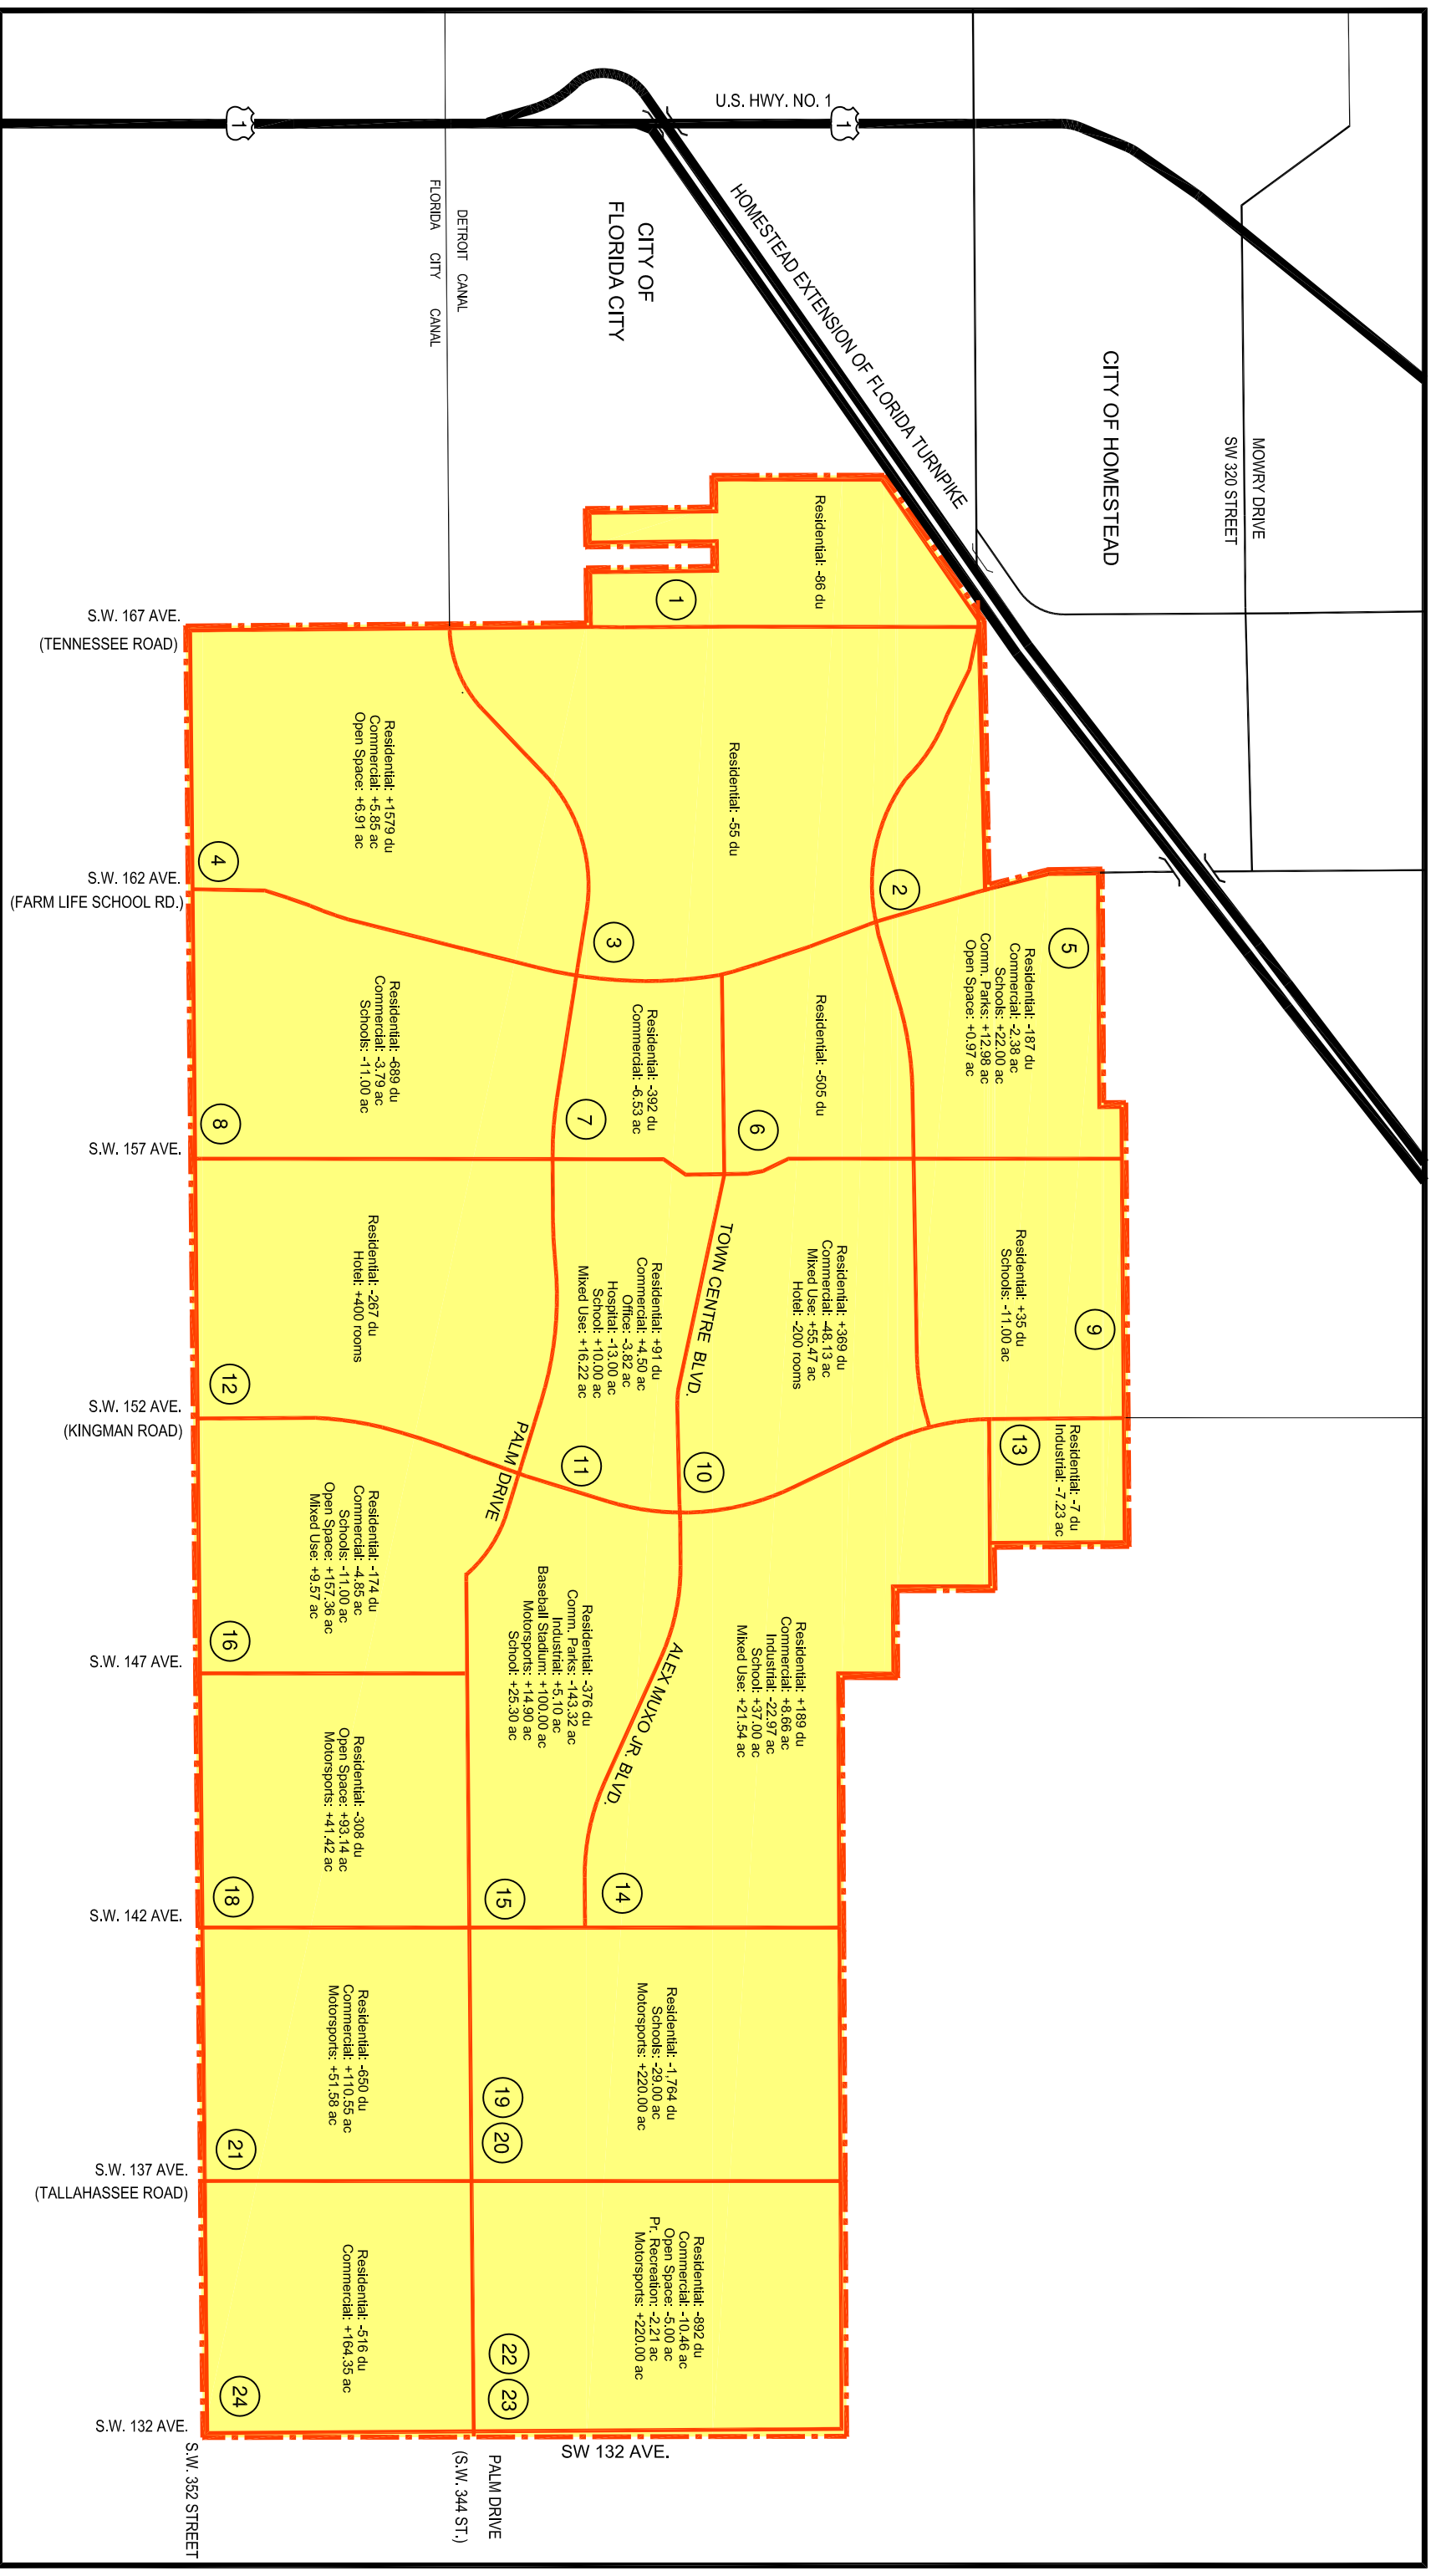 U.S. HWY. NO. 1
1
1
HOMESTEAD EXTENSION OF FLORIDA TURNPIKE
CITY OF HOMESTEAD
MOWRY DRIVE
SW 320 STREET
CITY OF
FLORIDA CITY
DETROIT CANAL
FLORIDA CITY CANAL
Residential: -86 du
1
S.W. 167 AVE.
(TENNESSEE ROAD)
2
Residential: -55 du
3
Residential: +1579 du
Commercial: +5.85 ac
Open Space: +6.91 ac
4
S.W. 162 AVE.
(FARM LIFE SCHOOL RD.)
5
Residential: -187 du
Commercial: -2.38 ac
Schools: +22.00 ac
Comm. Parks: +12.98 ac
Open Space: +0.97 ac
Residential: -505 du
6
Residential: -392 du
Commercial: -6.53 ac
7
Residential: -689 du
Commercial: -3.79 ac
Schools: -11.00 ac
8
S.W. 157 AVE.
Residential: +35 du
Schools: -11.00 ac
9
Residential: +369 du
Commercial: -48.13 ac
Mixed Use: +55.47 ac
Hotel: -200 rooms
10
TOWN CENTRE BLVD.
Residential: +91 du
Commercial: +4.50 ac
Office: -3.82 ac
Hospital: -13.00 ac
School: +10.00 ac
Mixed Use: +16.22 ac
11
Residential: -267 du
Hotel: +400 rooms
12
S.W. 152 AVE.
(KINGMAN ROAD)
PALM DRIVE
Residential: -7 du
Industrial: -7.23 ac
13
Residential: +189 du
Commercial: +8.66 ac
Industrial: -22.97 ac
School: +37.00 ac
Mixed Use: +21.54 ac
14
ALEX MUXO JR. BLVD.
Residential: -376 du
Comm. Parks: -143.32 ac
Industrial: +5.10 ac
Baseball Stadium: +100.00 ac
Motorsports: +14.90 ac
School: +25.30 ac
15
Residential: -174 du
Commercial: -4.85 ac
Schools: -11.00 ac
Open Space: +157.36 ac
Mixed Use: +9.57 ac
16
S.W. 147 AVE.
Residential: -308 du
Open Space: +93.14 ac
Motorsports: +41.42 ac
18
S.W. 142 AVE.
Residential: -1,764 du
Schools: -29.00 ac
Motorsports: +220.00 ac
19
20
Residential: -650 du
Commercial: +110.55 ac
Motorsports: +51.58 ac
21
S.W. 137 AVE.
(TALLAHASSEE ROAD)
Residential: -892 du
Commercial: -10.46 ac
Open Space: -5.00 ac
Pr. Recreation: -2.21 ac
Motorsports: +220.00 ac
22
23
Residential: -516 du
Commercial: +164.35 ac
24
S.W. 132 AVE.
SW 132 AVE.
PALM DRIVE
(S.W. 344 ST.)
S.W. 352 STREET